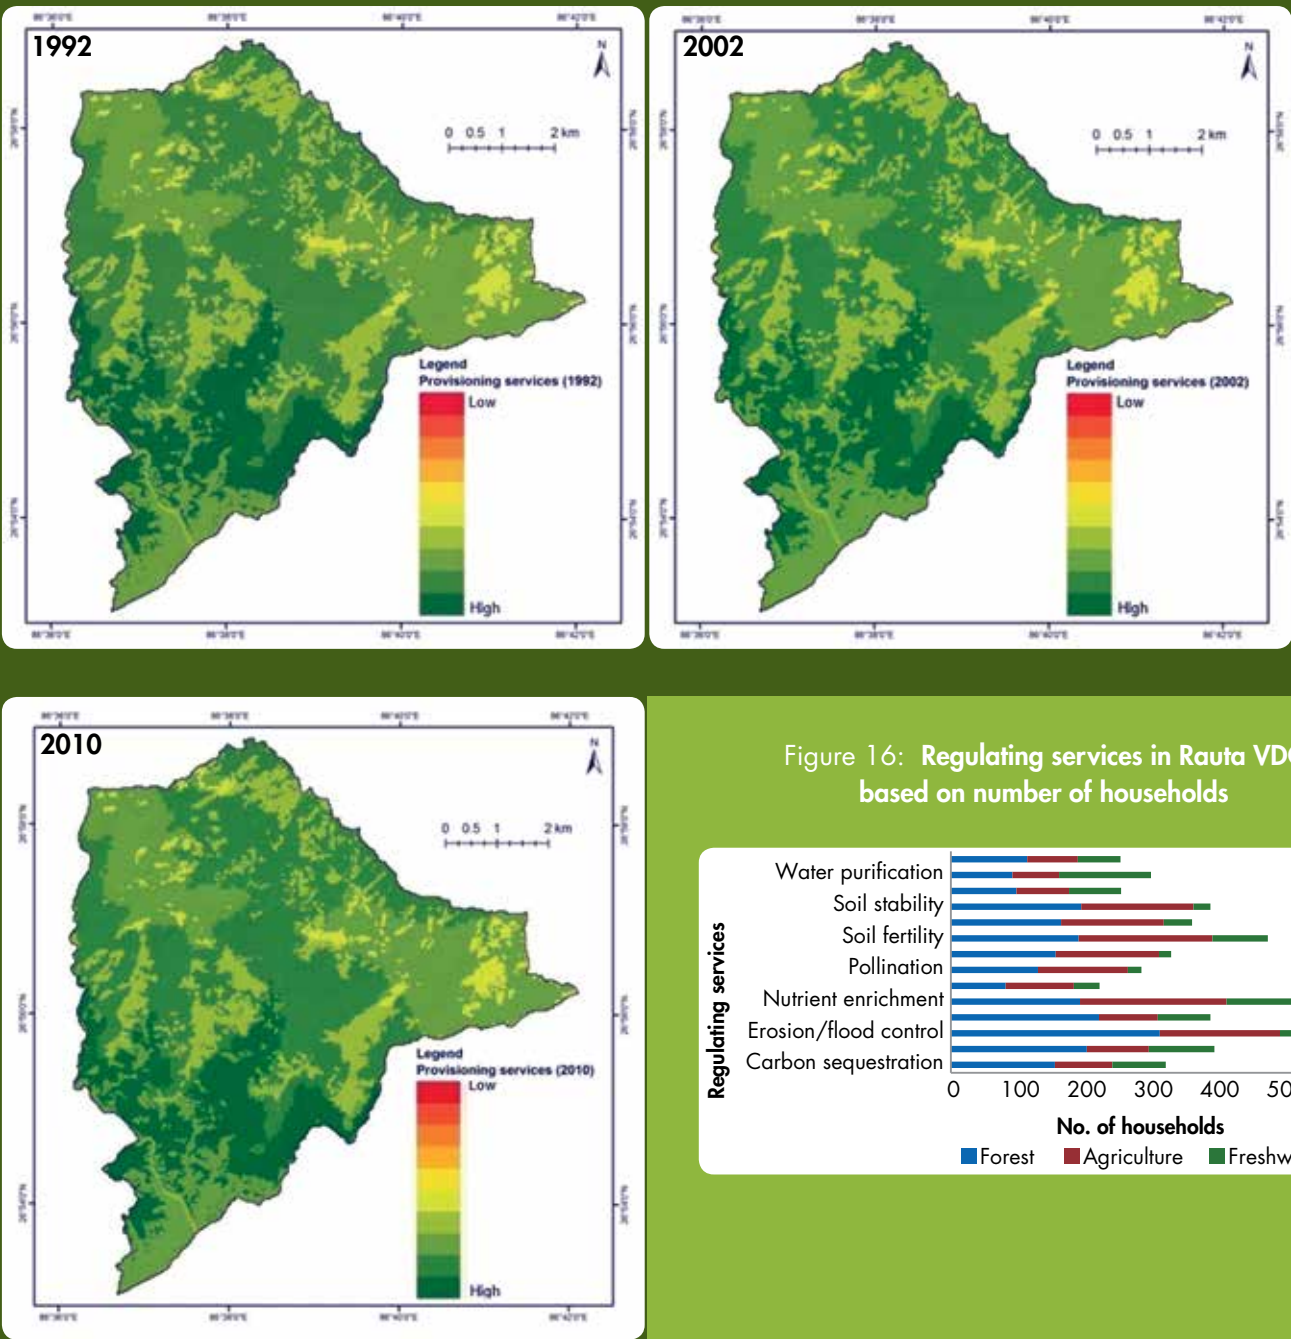 1992
N
0 0.5 1 2 km
Legend
Provisioning services (1992)
Low
High
2002
N
0 0.5 1 2 km
Legend
Provisioning services (2002)
Low
High
2010
N
0 0.5 1 2 km
Legend
Provisioning services (2010)
Low
High
Figure 16: Regulating services in Rauta VD
based on number of households
Regulating services
Water purification
Soil stability
Soil fertility
Pollination
Nutrient enrichment
Erosion/flood control
Carbon sequestration
0 100 200 300 400 50
No. of households
Forest Agriculture Freshw